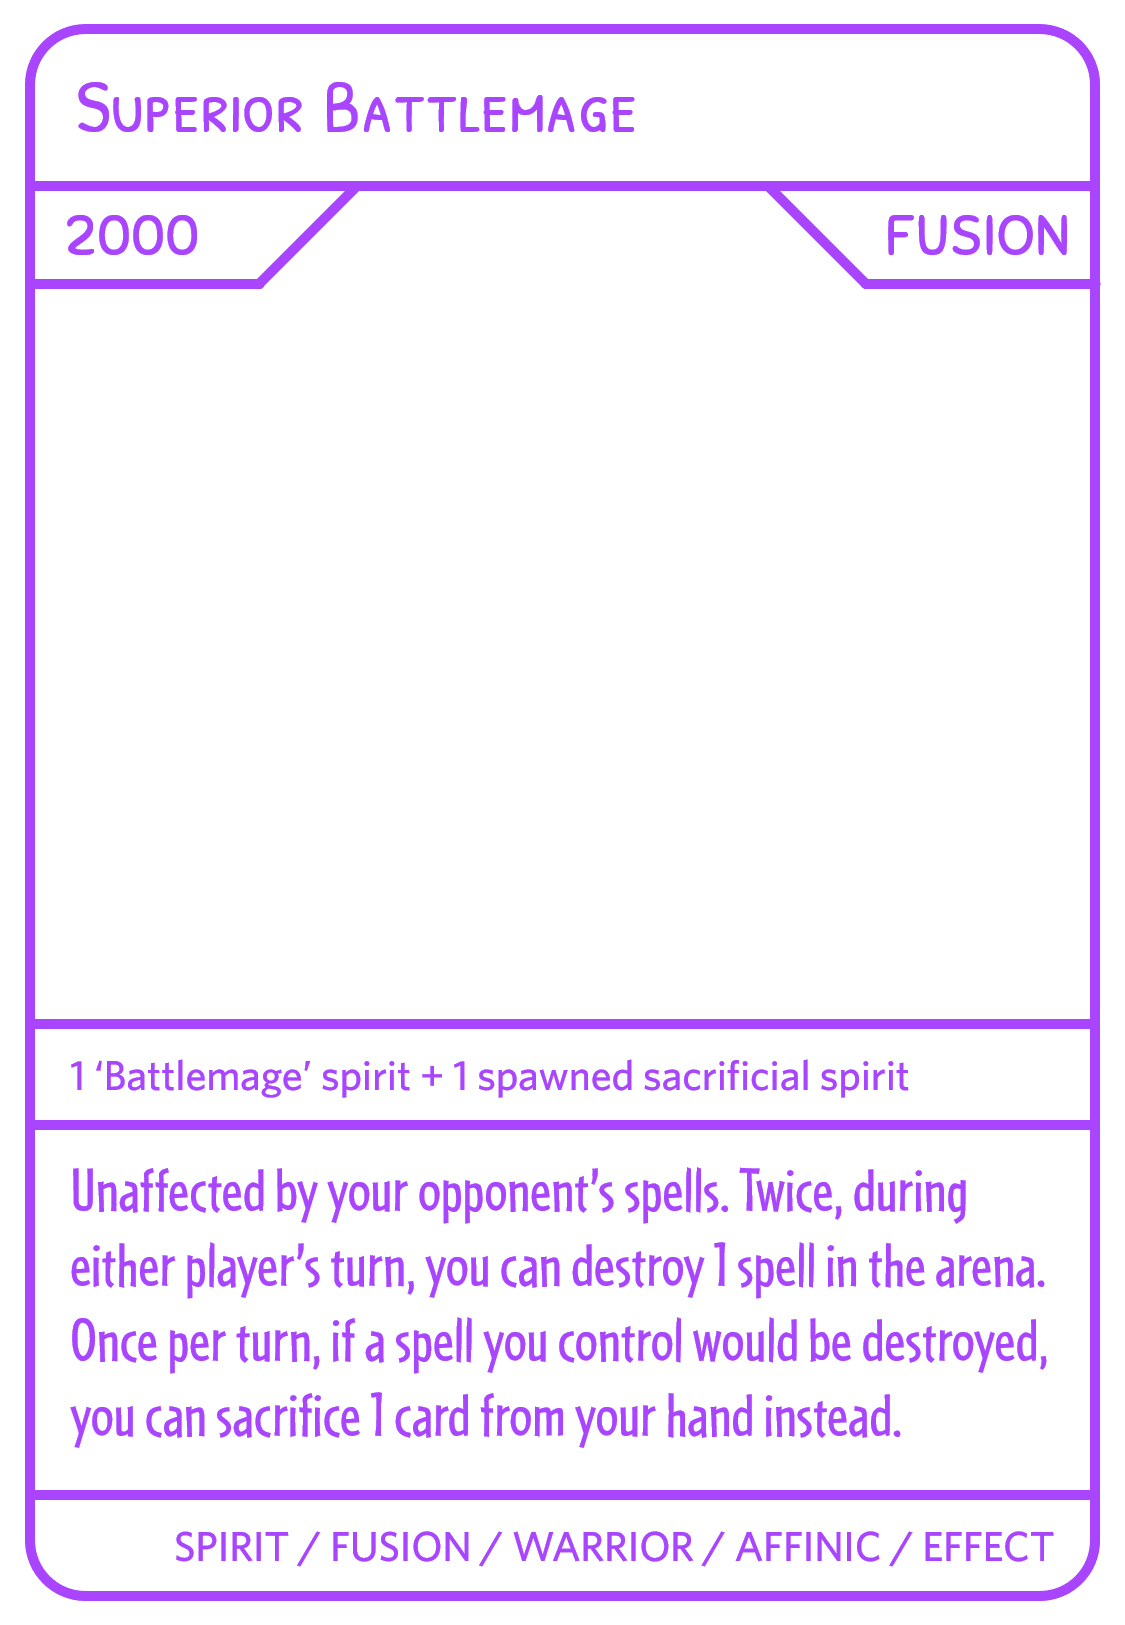 Superior Battlemage
2000
FUSION
1 ‘Battlemage’ spirit + 1 spawned sacrificial spirit
Unaffected by your opponent’s spells. Twice, during
either player’s turn, you can destroy 1 spell in the arena.
Once per turn, if a spell you control would be destroyed,
you can sacrifice 1 card from your hand instead.
SPIRIT / FUSION / WARRIOR / AFFINIC / EFFECT